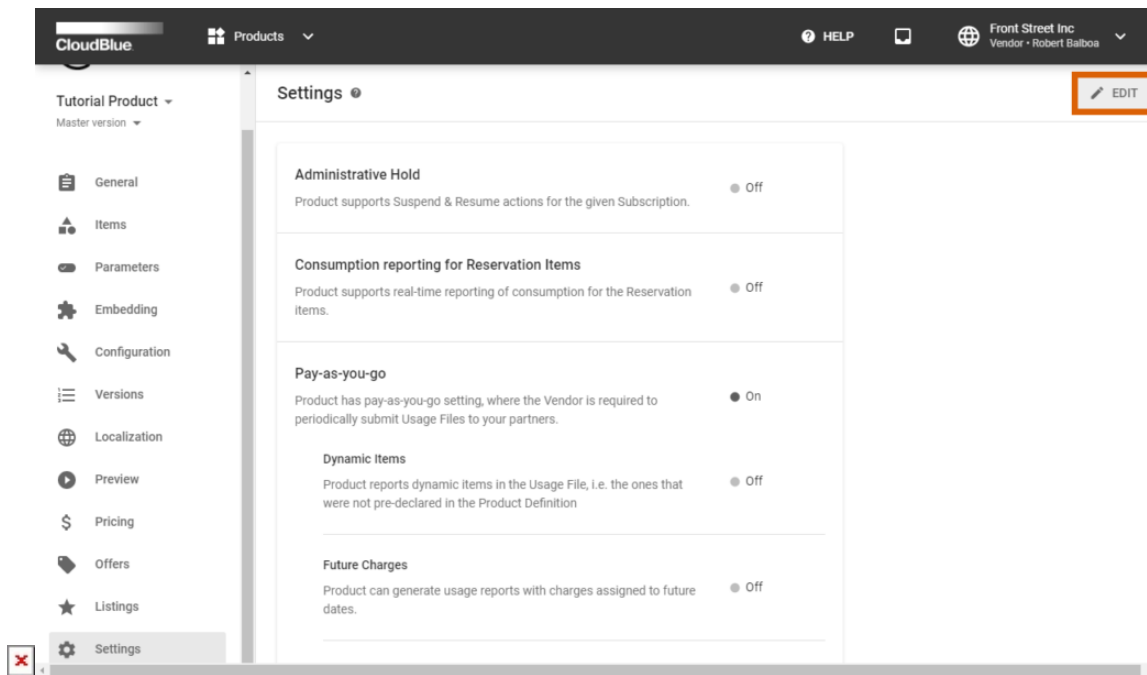 CloudBlue
Products
HELP
Front Street Inc
Vendor • Robert Balboa
Tutorial Product
Master version
Settings
EDIT
General
Items
Parameters
Embedding
Configuration
Versions
Localization
Preview
Pricing
Offers
Listings
Settings
Administrative Hold
Product supports Suspend & Resume actions for the given Subscription.
Off
Consumption reporting for Reservation Items
Product supports real-time reporting of consumption for the Reservation
items.
Off
Pay-as-you-go
Product has pay-as-you-go setting, where the Vendor is required to
periodically submit Usage Files to your partners.
On
Dynamic Items
Product reports dynamic items in the Usage File, i.e. the ones that
were not pre-declared in the Product Definition
Off
Future Charges
Product can generate usage reports with charges assigned to future
dates.
Off